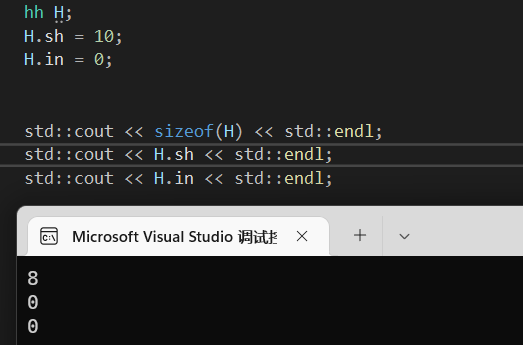 hh H;
H.sh = 10;
H.in = 0;
std::cout << sizeof(H) << std::endl;
std::cout << H.sh << std::endl;
std::cout << H.in << std::endl;
Microsoft Visual Studio 调试
8
0
0